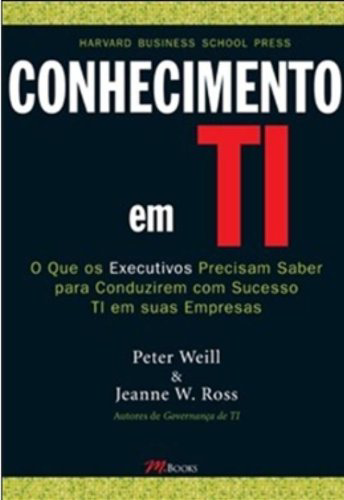 HARVARD BUSINESS SCHOOL PRESS
CONHECIMENTO
em TI
O Que os Executivos Precisam Saber
para Conduzirem com Sucesso
TI em suas Empresas
Peter Weill
&
Jeanne W. Ross
Autores de Governança de TI
M.BOOKS